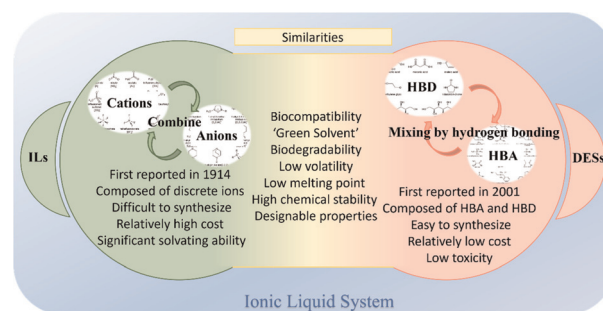 Similarities
ILs
Cations
Combine
Anions
First reported in 1914
Composed of discrete ions
Difficult to synthesize
Relatively high cost
Significant solvating ability
Biocompatibility
'Green Solvent'
Biodegradability
Low volatility
Low melting point
High chemical stability
Designable properties
HBD
Mixing by hydrogen bonding
HBA
First reported in 2001
Composed of HBA and HBD
Easy to synthesize
Relatively low cost
Low toxicity
DESs
Ionic Liquid System